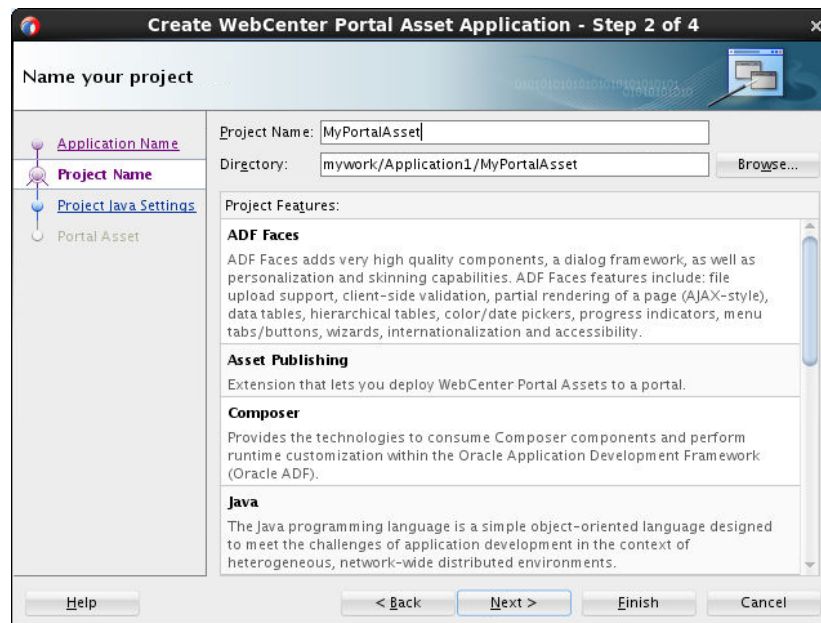 Create WebCenter Portal Asset Application - Step 2 of 4
Name your project
Application Name
Project Name
Project Java Settings
Portal Asset
Project Name: MyPortalAsset
Directory: mywork/Application1/MyPortalAsset Browse...
Project Features:
ADF Faces
ADF Faces adds very high quality components, a dialog framework, as well as
personalization and skinning capabilities. ADF Faces features include: file
upload support, client-side validation, partial rendering of a page (AJAX-style),
data tables, hierarchical tables, color/date pickers, progress indicators, menu
tabs/buttons, wizards, internationalization and accessibility.
Asset Publishing
Extension that lets you deploy WebCenter Portal Assets to a portal.
Composer
Provides the technologies to consume Composer components and perform
runtime customization within the Oracle Application Development Framework
(Oracle ADF).
Java
The Java programming language is a simple object-oriented language designed
to meet the challenges of application development in the context of
heterogeneous, network-wide distributed environments.
Help < Back Next > Finish Cancel